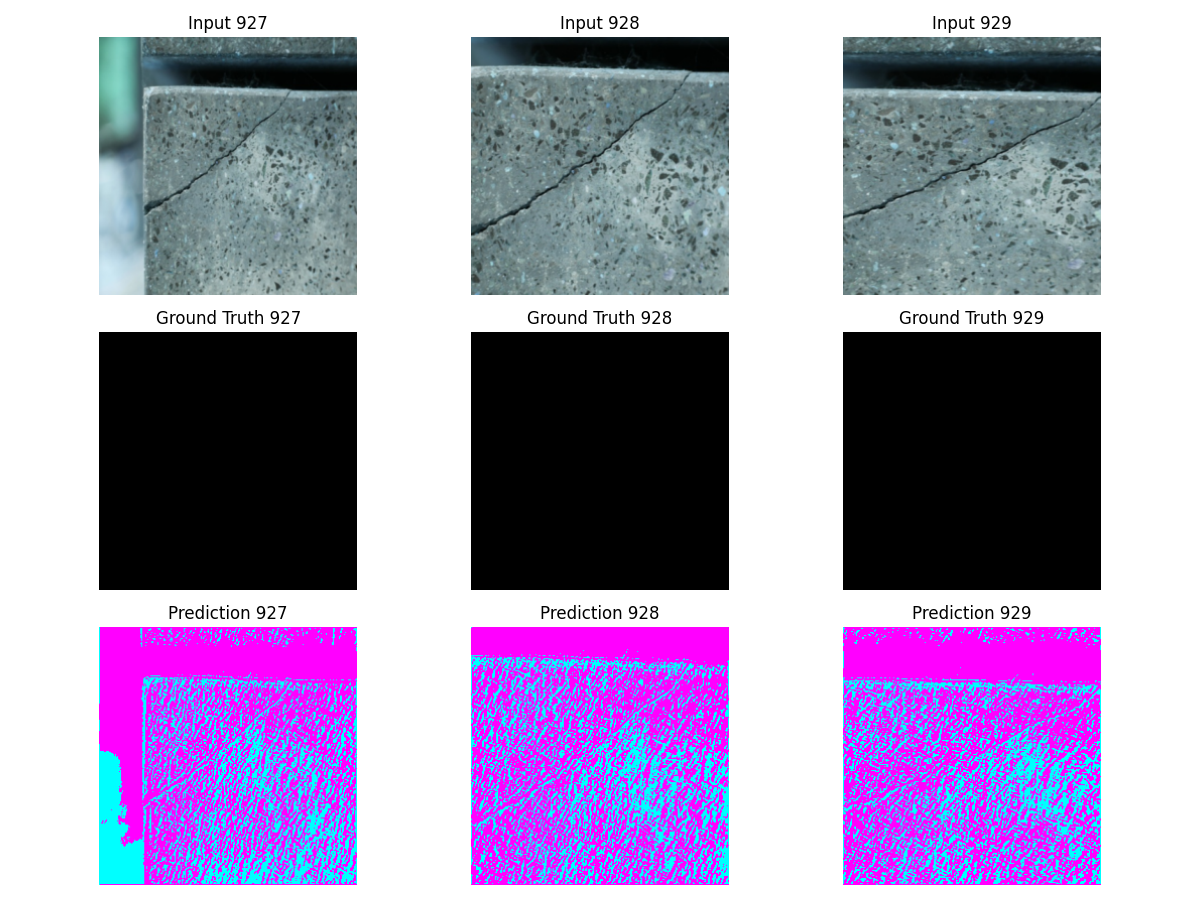 Input 927
Input 928
Input 929
Ground Truth 927
Ground Truth 928
Ground Truth 929
Prediction 927
Prediction 928
Prediction 929